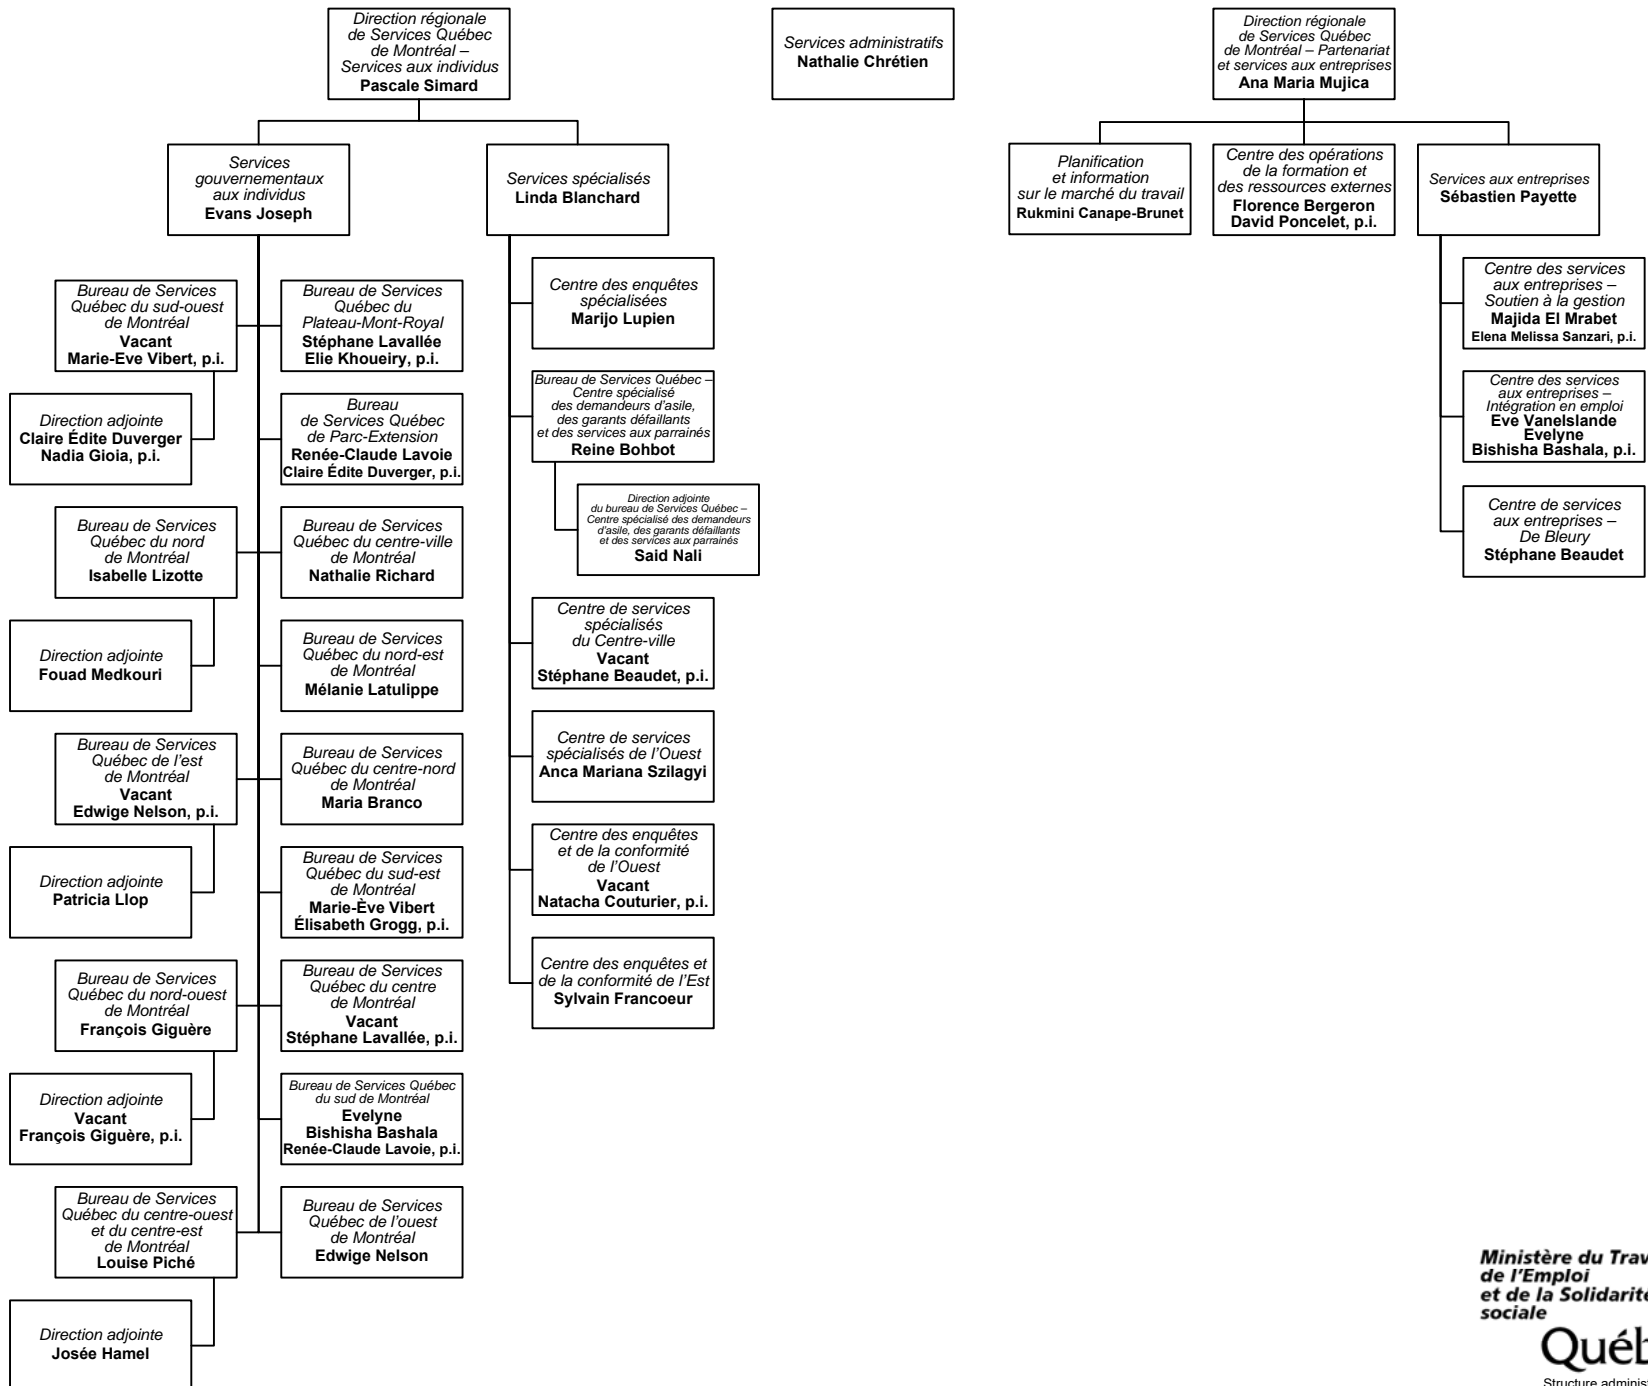 Direction régionale
de Services Québec
de Montréal –
Services aux individus
Pascale Simard
Services administratifs
Nathalie Chrétien
Direction régionale
de Services Québec
de Montréal – Partenariat
et services aux entreprises
Ana Maria Mujica
Services
gouvernementaux
aux individus
Evans Joseph
Services spécialisés
Linda Blanchard
Planification
et information
sur le marché du travail
Rukmini Canape-Brunet
Centre des opérations
de la formation et
des ressources externes
Florence Bergeron
David Poncelet, p.i.
Services aux entreprises
Sébastien Payette
Bureau de Services
Québec du sud-ouest
de Montréal
Vacant
Marie-Eve Vibert, p.i.
Direction adjointe
Claire Édite Duverger
Nadia Gioia, p.i.
Bureau de Services
Québec du nord
de Montréal
Isabelle Lizotte
Direction adjointe
Fouad Medkouri
Bureau de Services
Québec de l'est
de Montréal
Vacant
Edwige Nelson, p.i.
Direction adjointe
Patricia Llop
Bureau de Services
Québec du nord-ouest
de Montréal
François Giguère
Direction adjointe
Vacant
François Giguère, p.i.
Bureau de Services
Québec du centre-ouest
et du centre-est
de Montréal
Louise Piché
Direction adjointe
Josée Hamel
Bureau de Services
Québec du
Plateau-Mont-Royal
Stéphane Lavallée
Elie Khoueiry, p.i.
Bureau
de Services Québec
de Parc-Extension
Renée-Claude Lavoie
Claire Édite Duverger, p.i.
Bureau de Services
Québec du centre-ville
de Montréal
Nathalie Richard
Bureau de Services
Québec du nord-est
de Montréal
Mélanie Latulippe
Bureau de Services
Québec du centre-nord
de Montréal
Maria Branco
Bureau de Services
Québec du sud-est
de Montréal
Marie-Ève Vibert
Élisabeth Grogg, p.i.
Bureau de Services
Québec du centre
de Montréal
Vacant
Stéphane Lavallée, p.i.
Bureau de Services Québec
du sud de Montréal
Evelyne
Bishisha Bashala
Renée-Claude Lavoie, p.i.
Bureau de Services
Québec de l'ouest
de Montréal
Edwige Nelson
Centre des enquêtes
spécialisées
Marijo Lupien
Bureau de Services Québec –
Centre spécialisé
des demandeurs d'asile,
des garants défaillants
et des services aux parrainés
Reine Bohbot
Direction adjointe
du bureau de Services Québec –
Centre spécialisé des demandeurs
d'asile, des garants défaillants
et des services aux parrainés
Said Nali
Centre de services
spécialisés
du Centre-ville
Vacant
Stéphane Beaudet, p.i.
Centre de services
spécialisés de l'Ouest
Anca Mariana Szilagyi
Centre des enquêtes
et de la conformité
de l'Ouest
Vacant
Natacha Couturier, p.i.
Centre des enquêtes et
de la conformité de l'Est
Sylvain Francoeur
Centre des services
aux entreprises –
Soutien à la gestion
Majida El Mrabet
Elena Melissa Sanzari, p.i.
Centre des services
aux entreprises –
Intégration en emploi
Eve Vanelslande
Evelyne
Bishisha Bashala, p.i.
Centre de services
aux entreprises –
De Bleury
Stéphane Beaudet
Ministère du Trav
de l'Emploi
et de la Solidarité
sociale
Québ
Structure adminis